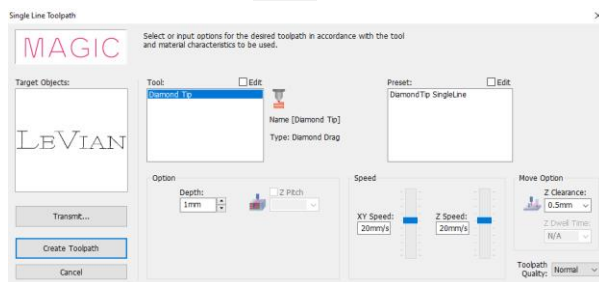 Single Line Toolpath
MAGIC
Select or input options for the desired toolpath in accordance with the tool
and material characteristics to be used.
Target Objects:
LEVIAN
Transmit...
Create Toolpath
Cancel
Tool:
Edit
Diamond Tip
Name [Diamond Tip]
Type: Diamond Drag
Preset:
Edit
DiamondTip SingleLine
Option
Depth:
1mm
Z Pitch
Speed
XY Speed:
20mm/s
Z Speed:
20mm/s
Move Option
Z Clearance:
0.5mm
Z Dwell Time:
N/A
Toolpath
Quality:
Normal